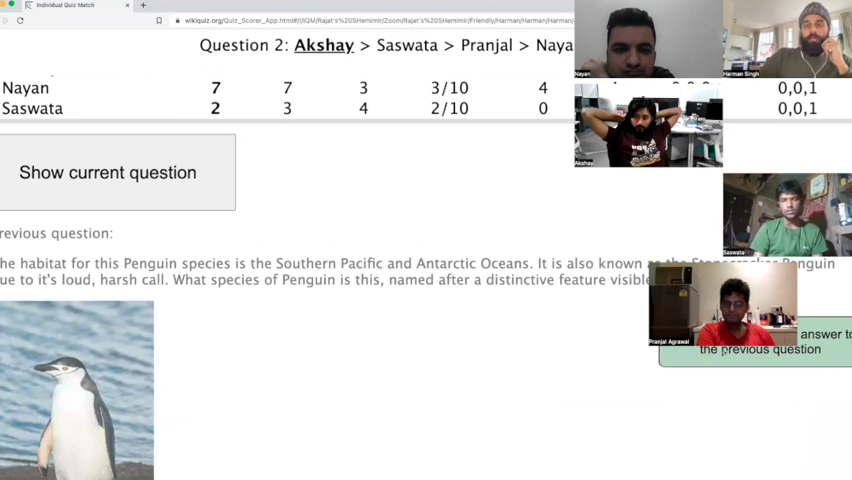 Individual Quiz Match
wikiquiz.org/Quiz_Scorer_App.html#/I/IQM/Rajat's%20SHemimir/Zoom/Rajat's%20SHemimir/Friendly/Harman/Harman/Harman/
Question 2: Akshay > Saswata > Pranjal > Naya
Nayan 7 7 3 3/10 4 0,0,1
Saswata 2 3 4 2/10 0 0,0,1
Show current question
revious question:
he habitat for this Penguin species is the Southern Pacific and Antarctic Oceans. It is also known as the Stonecracker Penguin
ue to it's loud, harsh call. What species of Penguin is this, named after a distinctive feature visible
answer to
the previous question
Nayan
Harman Singh
Akshay
Saswata
Pranjal Agrawal